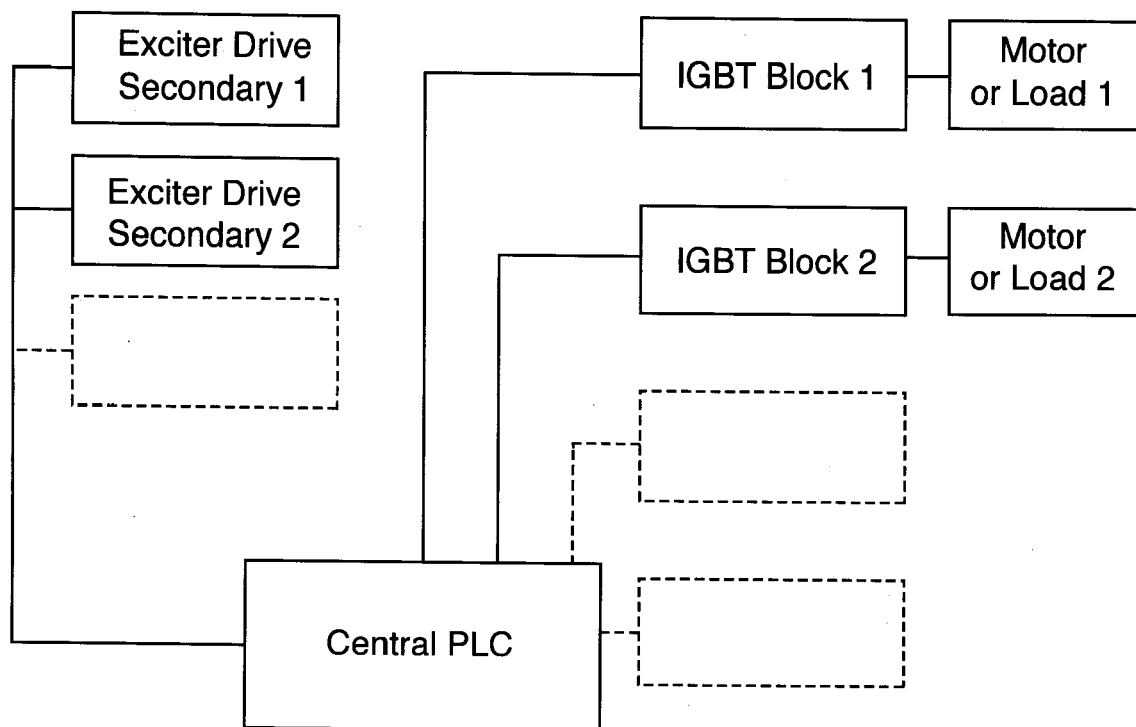 Exciter Drive
Secondary 1
Exciter Drive
Secondary 2
IGBT Block 1
Motor
or Load 1
IGBT Block 2
Motor
or Load 2
Central PLC